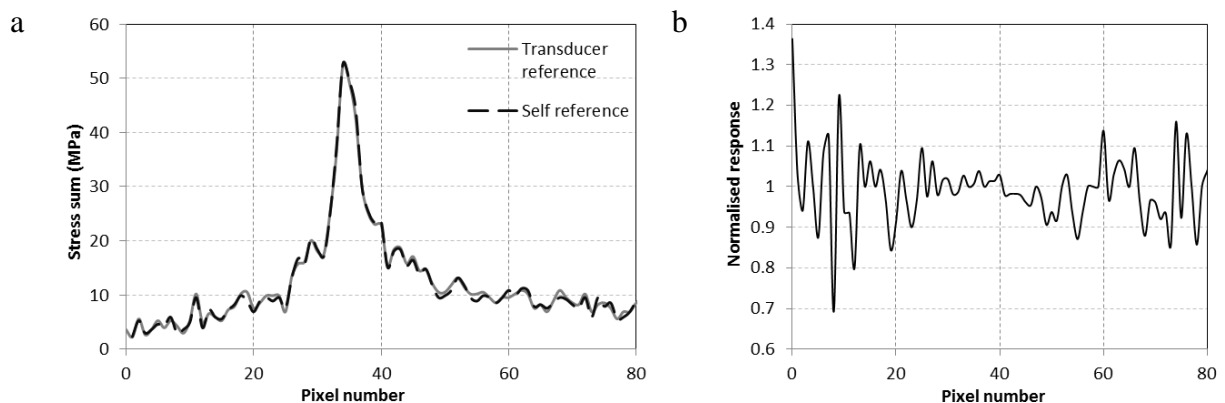 a
60
50
40
30
20
10
0
Stress sum (MPa)
0 20 40 60 80
Pixel number
Transducer
reference
Self reference
b
1.4
1.3
1.2
1.1
1
0.9
0.8
0.7
0.6
Normalised response
0 20 40 60 80
Pixel number